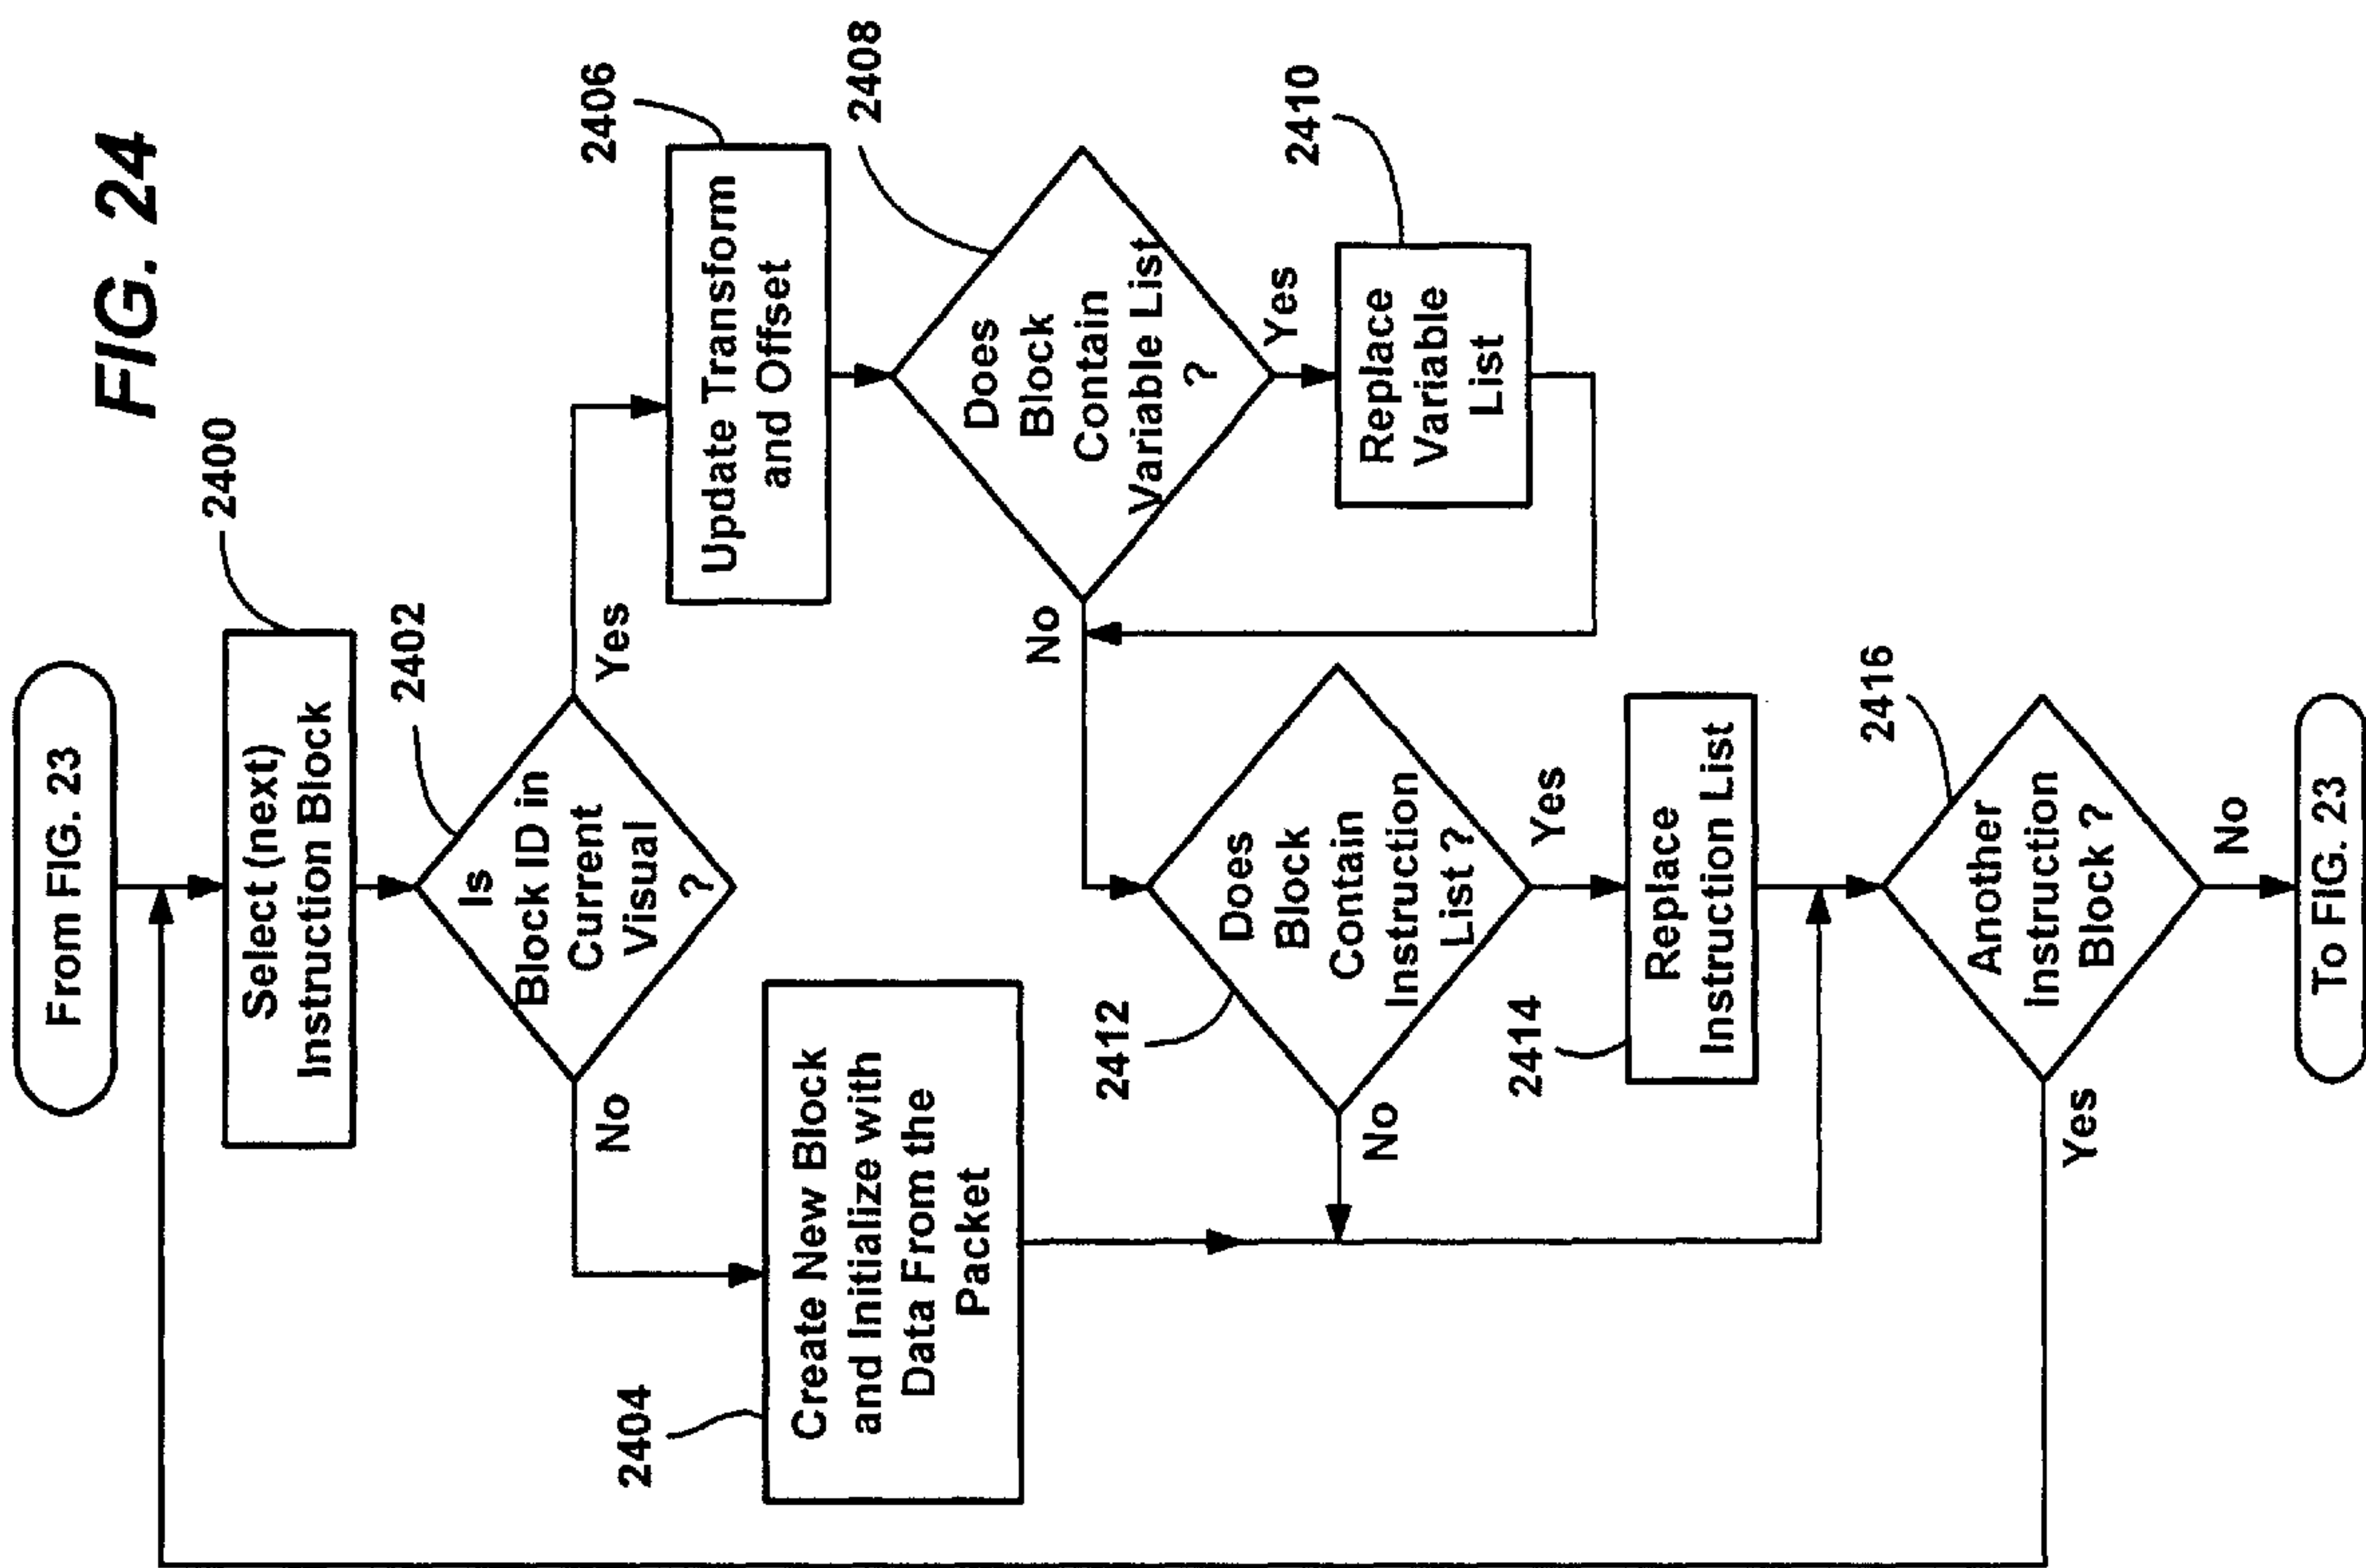 FIG. 24
From FIG. 23
2400
Select (next)
Instruction Block
2402
Is
Block ID in
Current
Visual
?
Yes
No
2404
Create New Block
and Initialize with
Data From the
Packet
2406
Update Transform
and Offset
2408
Does
Block
Contain
Variable List
?
Yes
No
2410
Replace
Variable
List
2412
Does
Block
Contain
Instruction
List ?
No
Yes
2414
Replace
Instruction List
2416
Another
Instruction
Block ?
Yes
No
To FIG. 23